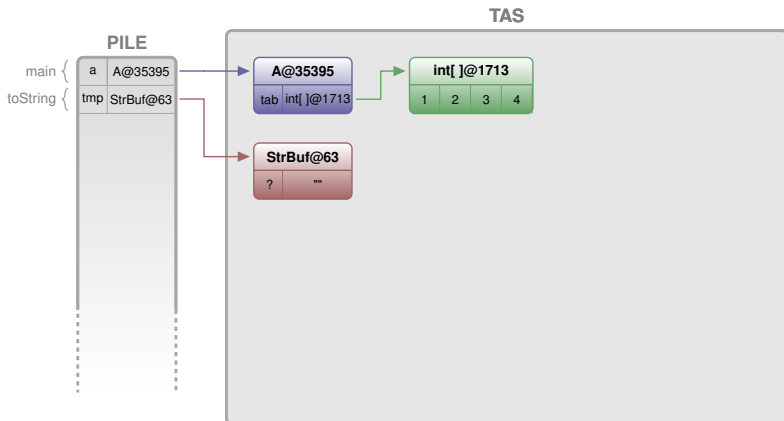 TAS
PILE
main { a A@35395
toString { tmp StrBuf@63
A@35395
tab int[ ]@1713
int[ ]@1713
1 2 3 4
StrBuf@63
? ""